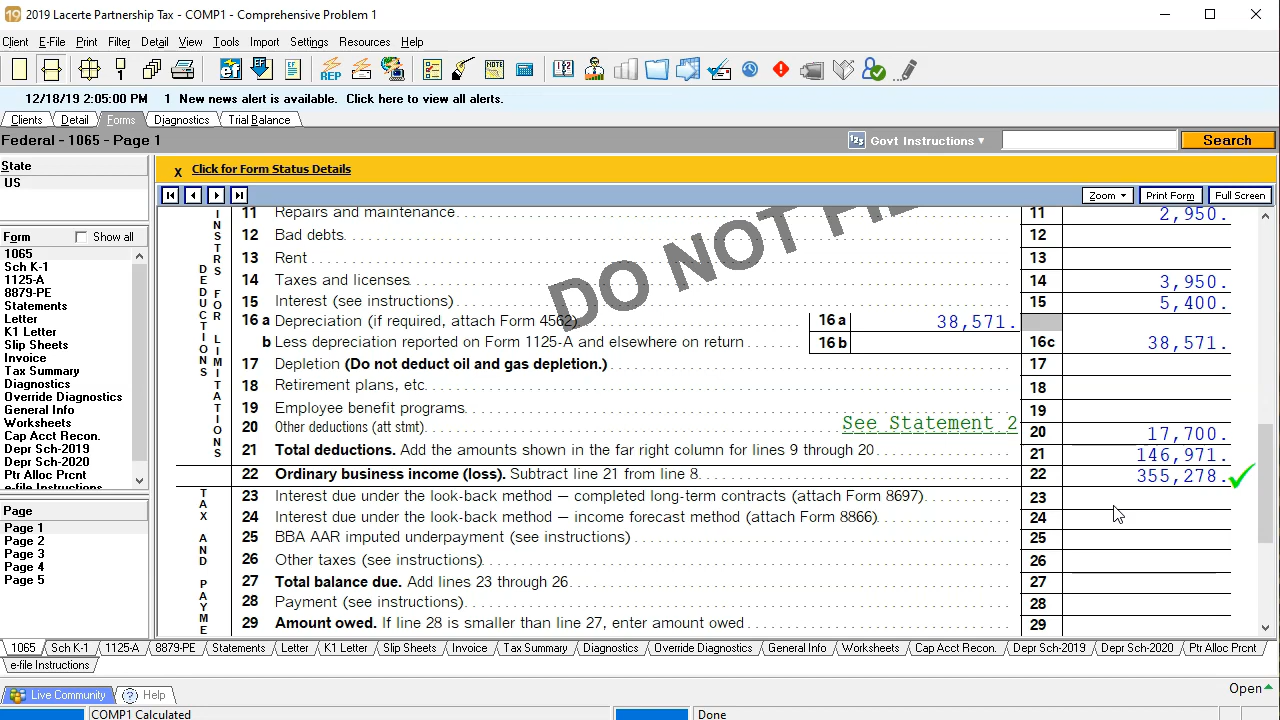 19 2019 Lacerte Partnership Tax - COMP1 - Comprehensive Problem 1
Client E-File Print Filter Detail View Tools Import Settings Resources Help
REP
NOTE
12/18/19 2:05:00 PM 1 New news alert is available. Click here to view all alerts.
Clients Detail Forms Diagnostics Trial Balance
Federal - 1065 - Page 1
123 Govt Instructions Search
State
US
Form Show all
1065
Sch K-1
1125-A
8879-PE
Statements
Letter
K1 Letter
Slip Sheets
Invoice
Tax Summary
Diagnostics
Override Diagnostics
General Info
Worksheets
Cap Acct Recon.
Depr Sch-2019
Depr Sch-2020
Ptr Alloc Prcnt
e-file Instructions
Page
Page 1
Page 2
Page 3
Page 4
Page 5
X Click for Form Status Details
Zoom Print Form Full Screen
DO NOT FILE
DEDUCTIONS
INSTRS FOR LIMITATIONS
11 Repairs and maintenance 11 2,950.
12 Bad debts 12
13 Rent 13
14 Taxes and licenses 14 3,950.
15 Interest (see instructions) 15 5,400.
16 a Depreciation (if required, attach Form 4562) 16 a 38,571.
b Less depreciation reported on Form 1125-A and elsewhere on return 16 b 16c 38,571.
17 Depletion (Do not deduct oil and gas depletion.) 17
18 Retirement plans, etc. 18
19 Employee benefit programs 19
20 Other deductions (att stmt) See Statement 2 20 17,700.
21 Total deductions. Add the amounts shown in the far right column for lines 9 through 20 21 146,971.
22 Ordinary business income (loss). Subtract line 21 from line 8 22 355,278.
TAX AND PAYME
23 Interest due under the look-back method — completed long-term contracts (attach Form 8697) 23
24 Interest due under the look-back method — income forecast method (attach Form 8866) 24
25 BBA AAR imputed underpayment (see instructions) 25
26 Other taxes (see instructions) 26
27 Total balance due. Add lines 23 through 26 27
28 Payment (see instructions) 28
29 Amount owed. If line 28 is smaller than line 27, enter amount owed 29
1065 Sch K-1 1125-A 8879-PE Statements Letter K1 Letter Slip Sheets Invoice Tax Summary Diagnostics Override Diagnostics General Info Worksheets Cap Acct Recon. Depr Sch-2019 Depr Sch-2020 Ptr Alloc Prcnt
e-file Instructions
Live Community ? Help Open
COMP1 Calculated Done